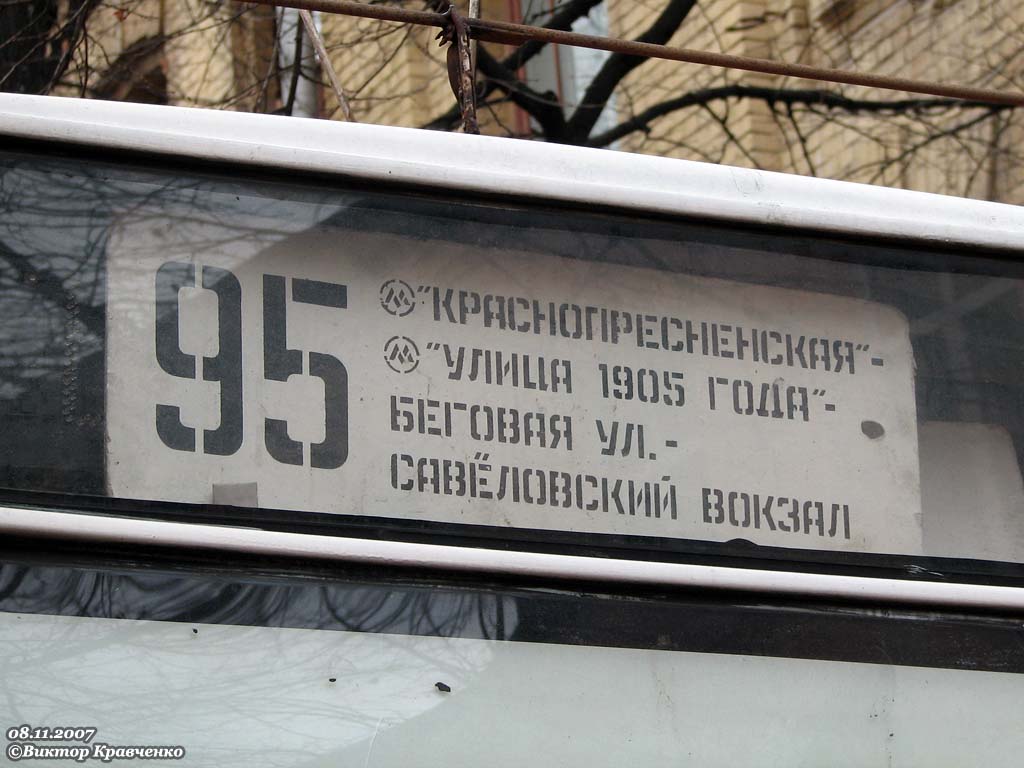 95
"КРАСНОПРЕСНЕНСКАЯ"-
"УЛИЦА 1905 ГОДА"-
БЕГОВАЯ УЛ.-
САВЁЛОВСКИЙ ВОКЗАЛ
08.11.2007
©Виктор Кравченко